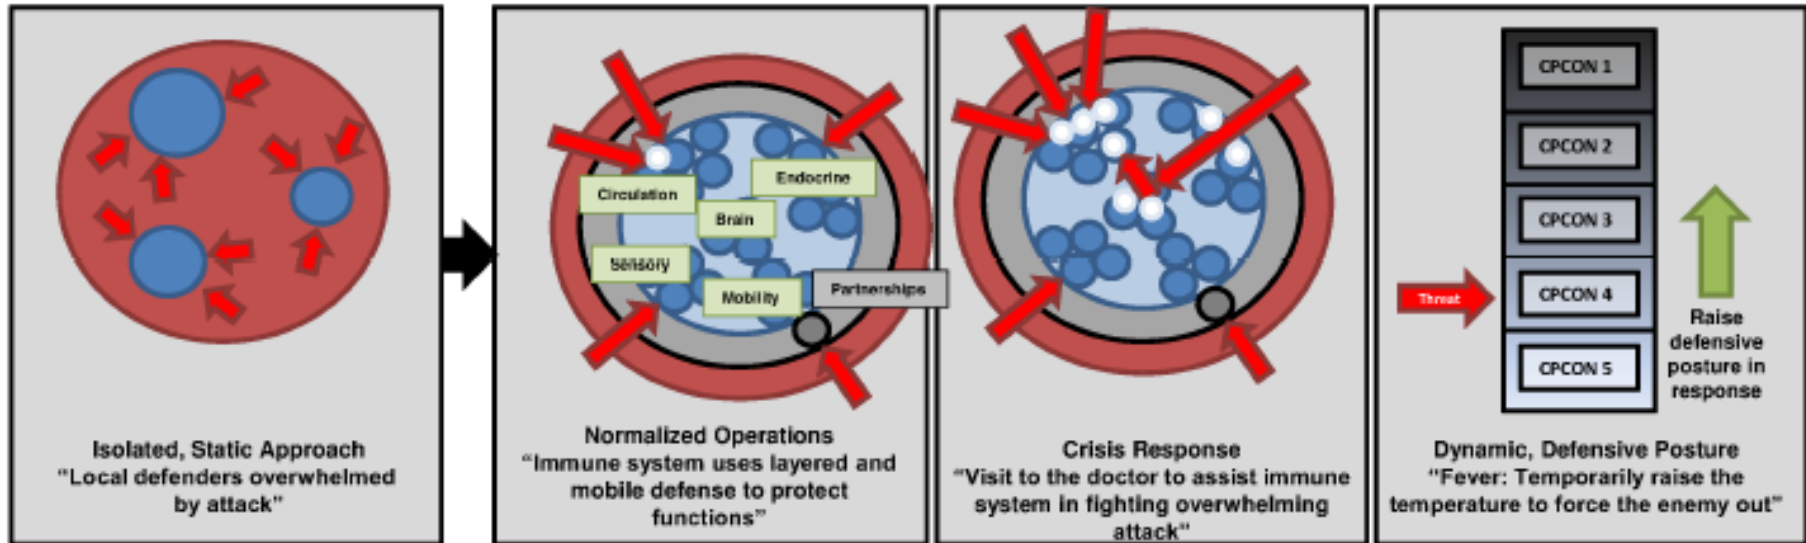 Isolated, Static Approach
“Local defenders overwhelmed
by attack”
Circulation
Endocrine
Brain
Sensory
Mobility
Partnerships
Normalized Operations
“Immune system uses layered and
mobile defense to protect
functions”
Crisis Response
“Visit to the doctor to assist immune
system in fighting overwhelming
attack”
CPCON 1
CPCON 2
CPCON 3
CPCON 4
CPCON 5
Threat
Raise
defensive
posture in
response
Dynamic, Defensive Posture
“Fever: Temporarily raise the
temperature to force the enemy out”